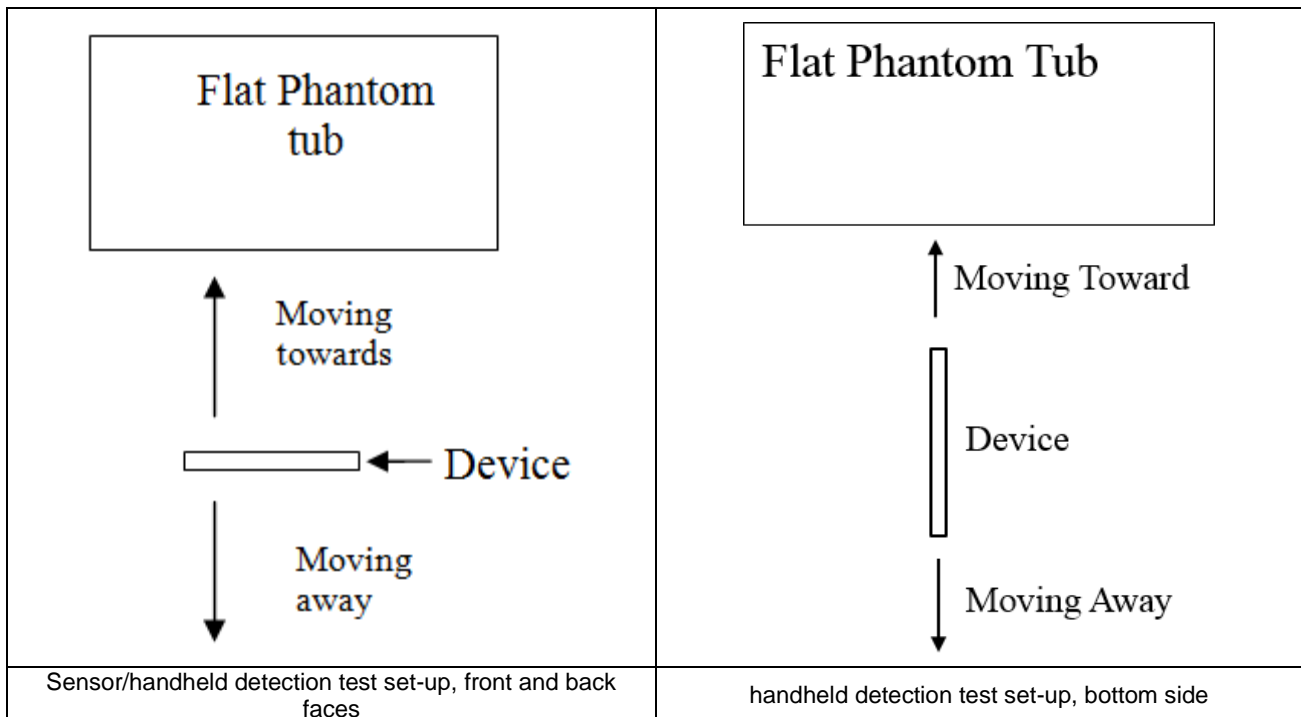 Flat Phantom
tub
Moving
towards
Device
Moving
away
Sensor/handheld detection test set-up, front and back
faces
Flat Phantom Tub
Moving Toward
Device
Moving Away
handheld detection test set-up, bottom side